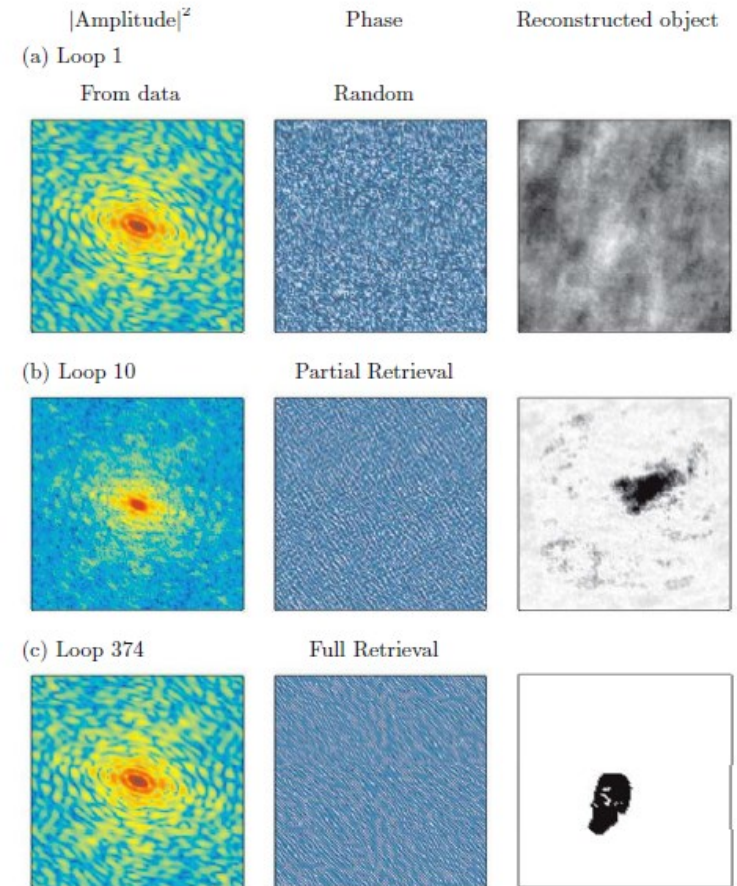 |Amplitude|² Phase Reconstructed object
(a) Loop 1
From data Random
(b) Loop 10 Partial Retrieval
(c) Loop 374 Full Retrieval